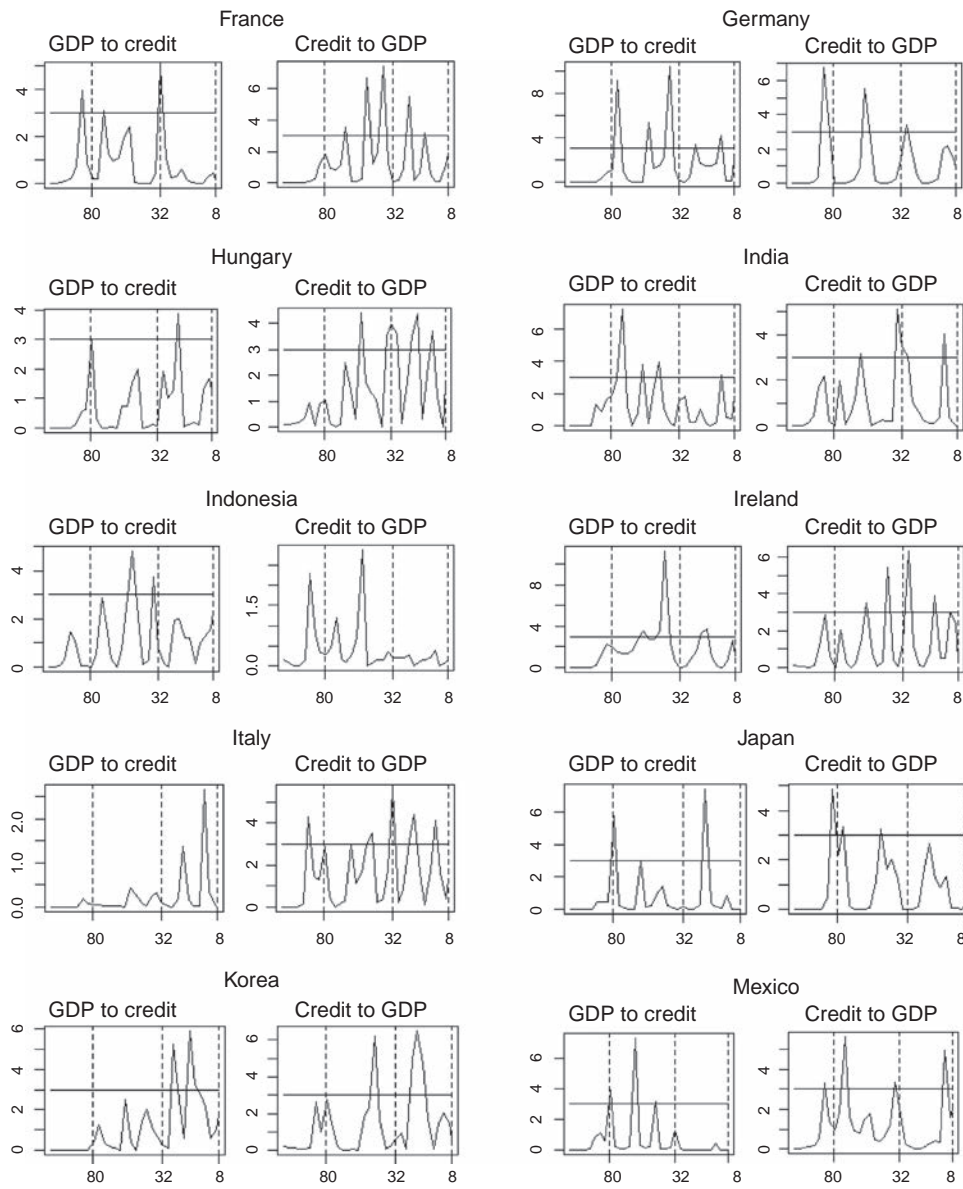 France
GDP to credit
Credit to GDP
0 2 4
80 32 8
0 2 4 6
80 32 8
Germany
GDP to credit
Credit to GDP
0 4 8
80 32 8
0 2 4 6
80 32 8
Hungary
GDP to credit
Credit to GDP
0 1 2 3 4
80 32 8
0 1 2 3 4
80 32 8
India
GDP to credit
Credit to GDP
0 2 4 6
80 32 8
0 2 4
80 32 8
Indonesia
GDP to credit
Credit to GDP
0 2 4
80 32 8
0.0 1.5
80 32 8
Ireland
GDP to credit
Credit to GDP
0 4 8
80 32 8
0 2 4 6
80 32 8
Italy
GDP to credit
Credit to GDP
0.0 1.0 2.0
80 32 8
0 2 4
80 32 8
Japan
GDP to credit
Credit to GDP
0 2 4 6
80 32 8
0 2 4
80 32 8
Korea
GDP to credit
Credit to GDP
0 2 4 6
80 32 8
0 2 4 6
80 32 8
Mexico
GDP to credit
Credit to GDP
0 2 4 6
80 32 8
0 2 4
80 32 8